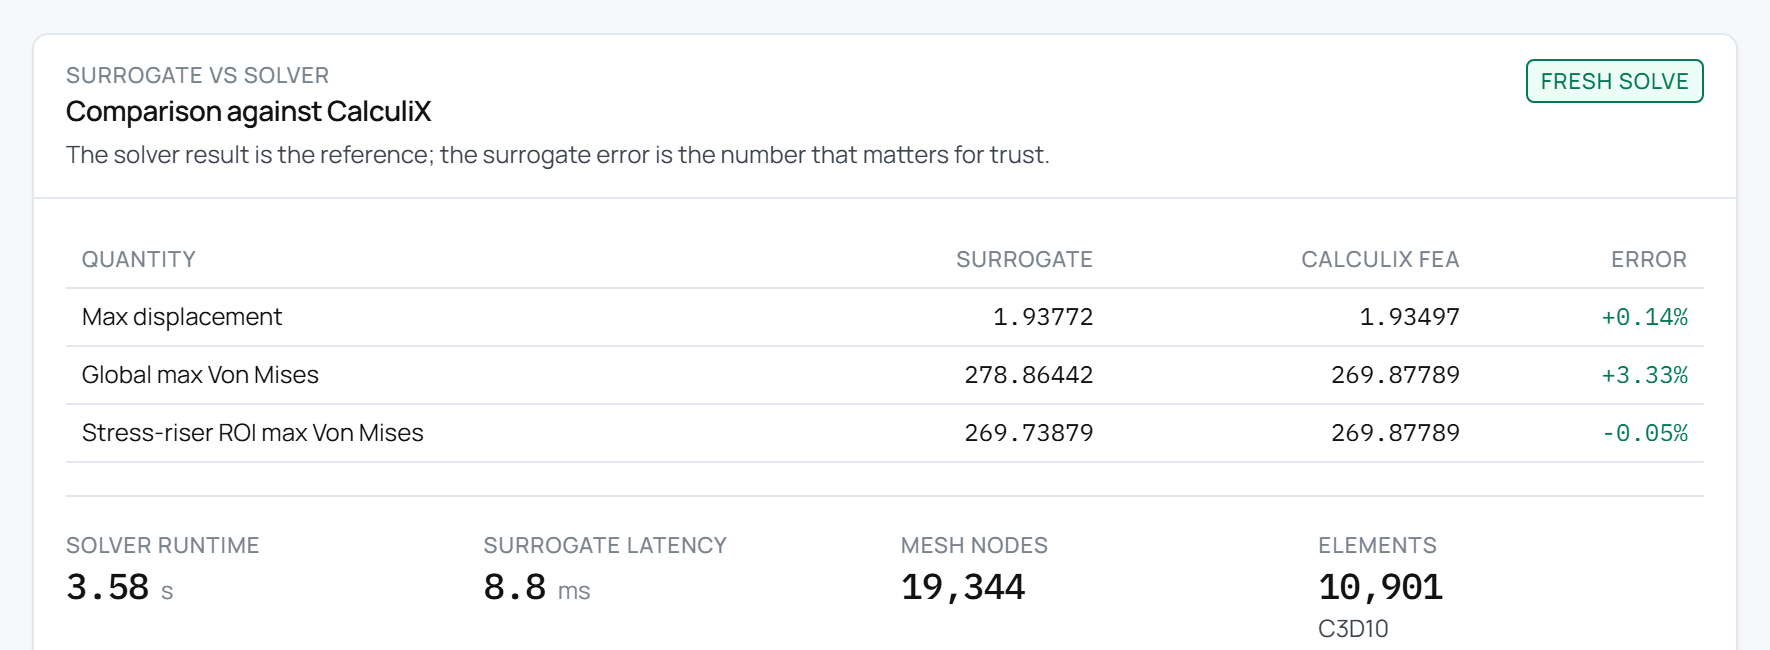 SURROGATE VS SOLVER
FRESH SOLVE
Comparison against CalculiX
The solver result is the reference; the surrogate error is the number that matters for trust.
QUANTITY SURROGATE CALCULIX FEA ERROR
Max displacement 1.93772 1.93497 +0.14%
Global max Von Mises 278.86442 269.87789 +3.33%
Stress-riser ROI max Von Mises 269.73879 269.87789 -0.05%
SOLVER RUNTIME SURROGATE LATENCY MESH NODES ELEMENTS
3.58 s 8.8 ms 19,344 10,901
C3D10